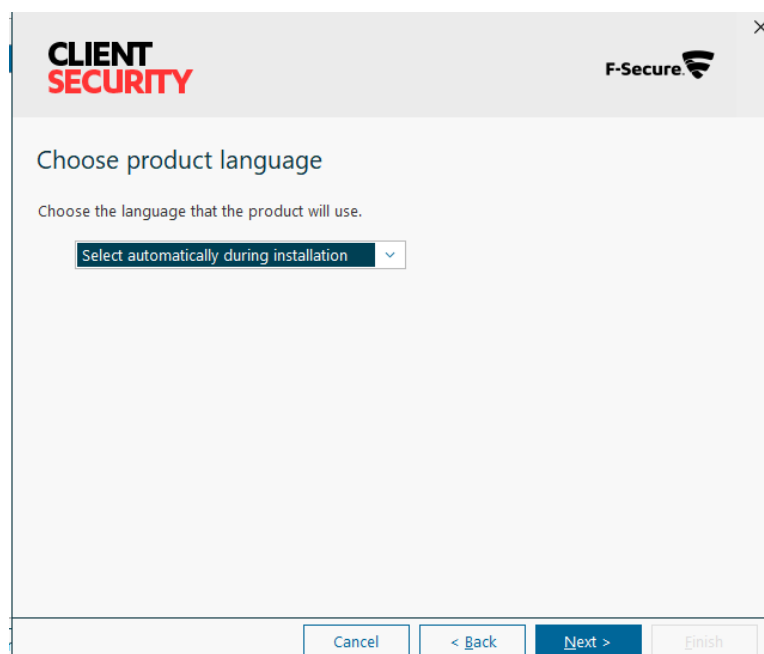 CLIENT
SECURITY
F-Secure.
Choose product language
Choose the language that the product will use.
Select automatically during installation
Cancel
< Back
Next >
Finish